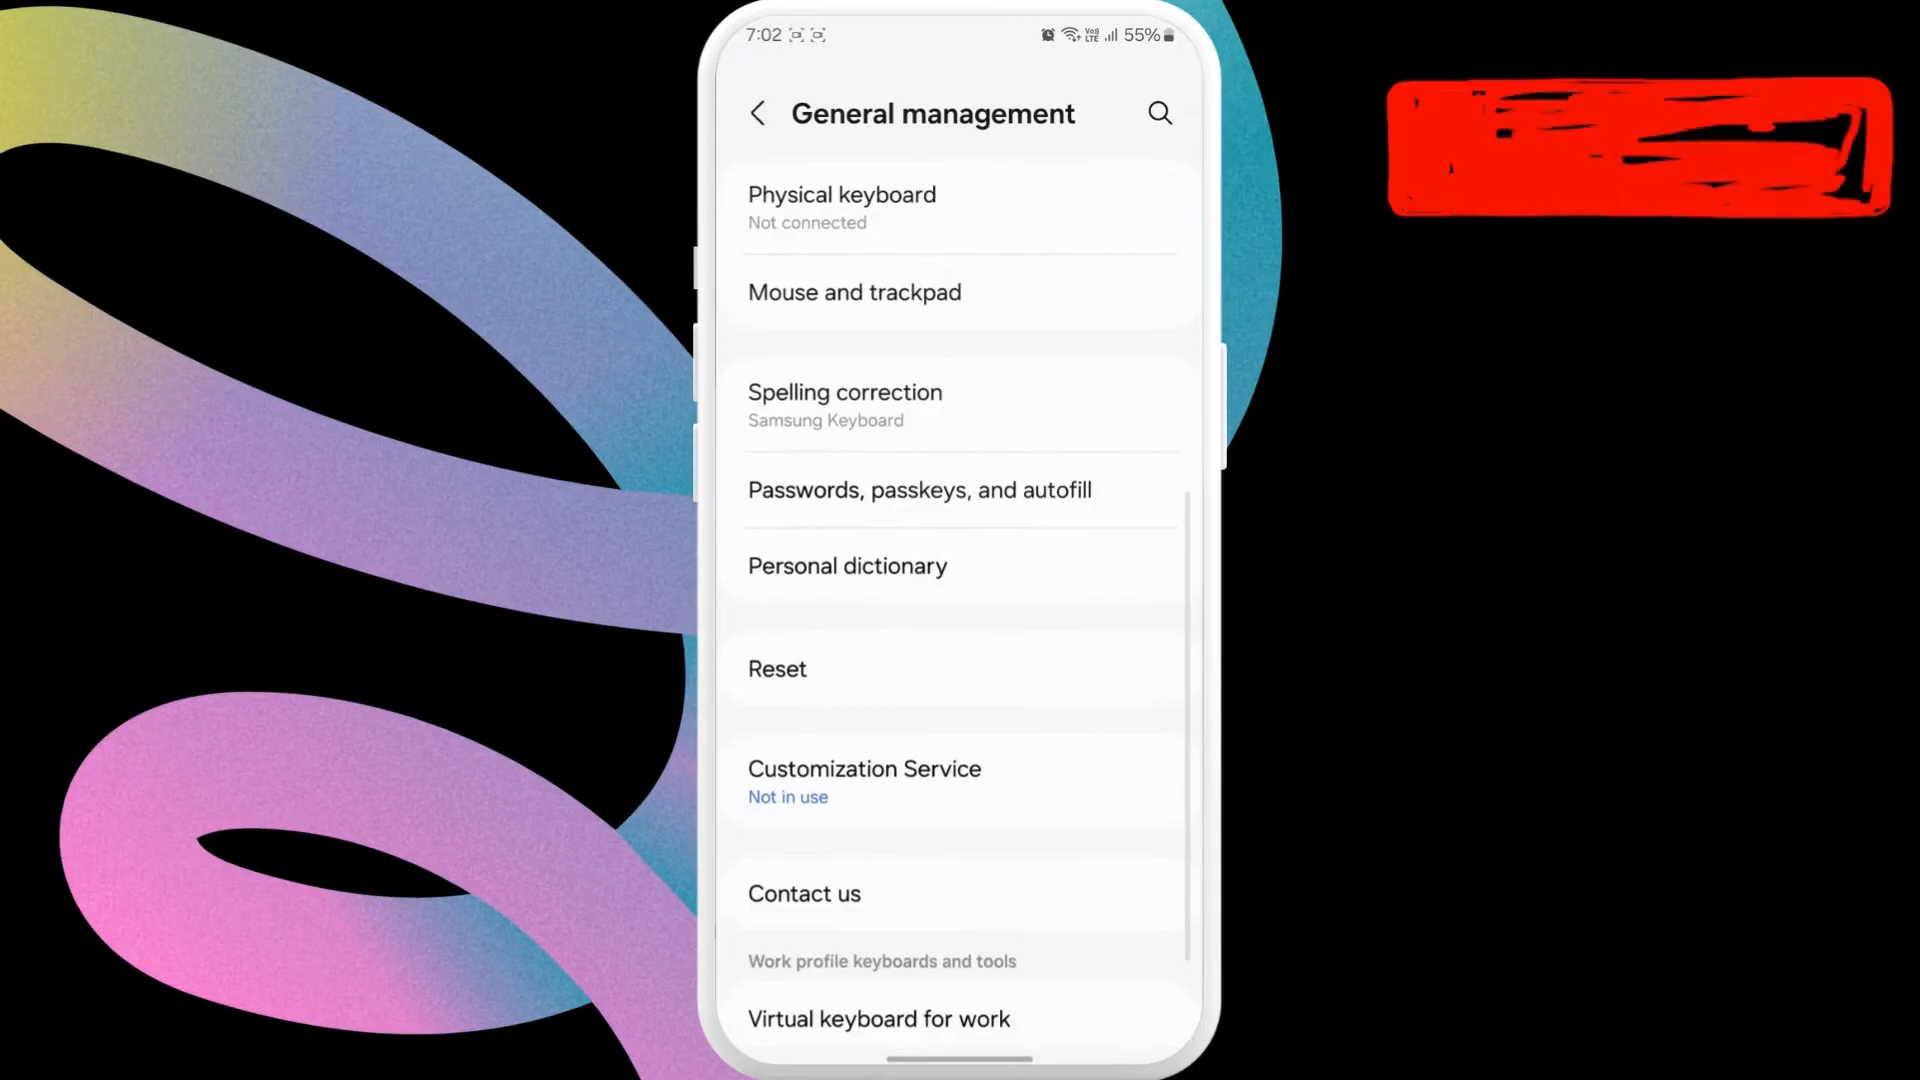 7:02 Vo) LTE 55%
General management
Physical keyboard
Not connected
Mouse and trackpad
Spelling correction
Samsung Keyboard
Passwords, passkeys, and autofill
Personal dictionary
Reset
Customization Service
Not in use
Contact us
Work profile keyboards and tools
Virtual keyboard for work